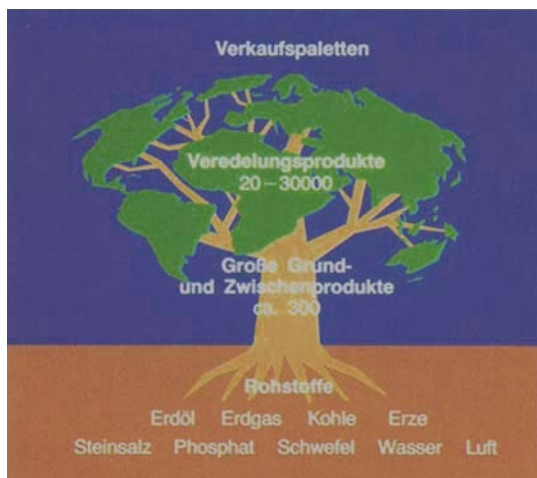 Verkaufspaletten
Veredelungsprodukte
20–30000
Große Grund-
und Zwischenprodukte
ca. 300
Rohstoffe
Erdöl Erdgas Kohle Erze
Steinsalz Phosphat Schwefel Wasser Luft